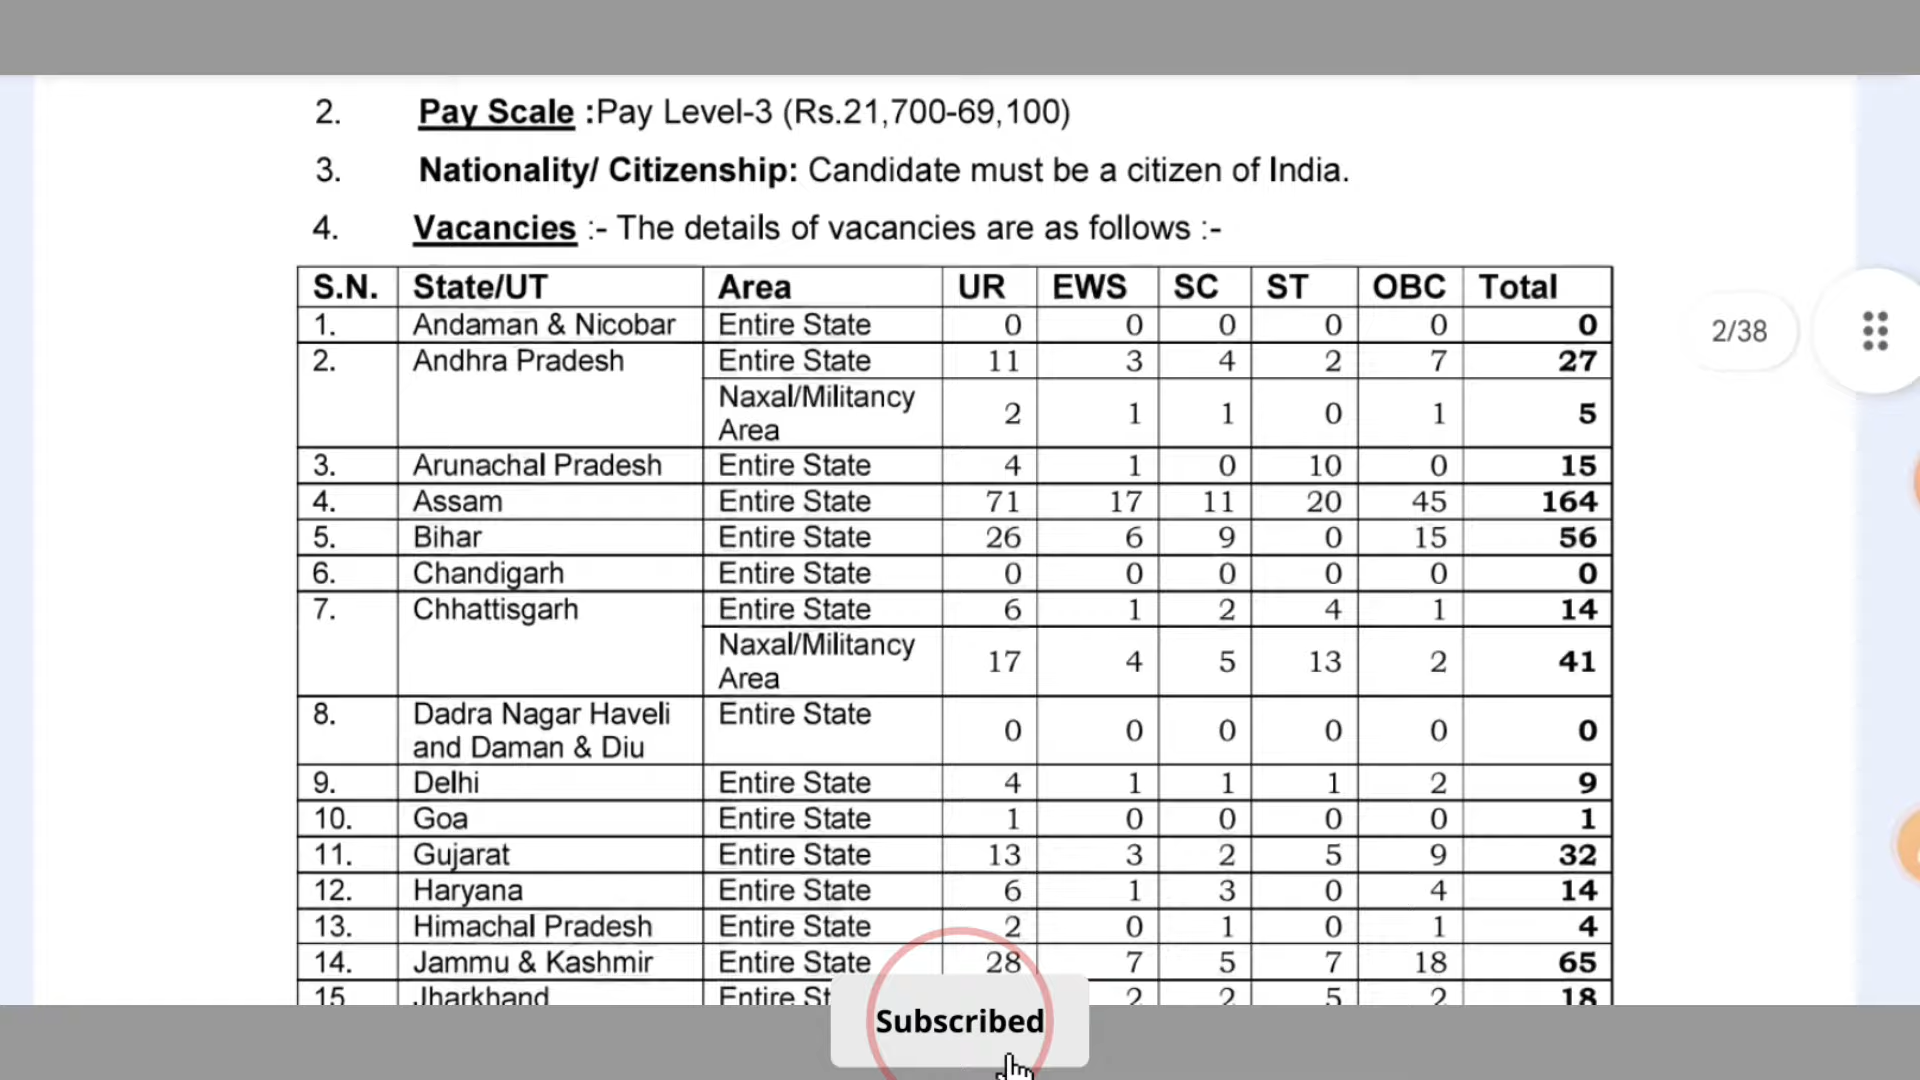 2. Pay Scale :Pay Level-3 (Rs.21,700-69,100)
3. Nationality/ Citizenship: Candidate must be a citizen of India.
4. Vacancies :- The details of vacancies are as follows :-
S.N. State/UT Area UR EWS SC ST OBC Total
1. Andaman & Nicobar Entire State 0 0 0 0 0 0
2/38
2. Andhra Pradesh Entire State 11 3 4 2 7 27
Naxal/Militancy
Area 2 1 1 0 1 5
3. Arunachal Pradesh Entire State 4 1 0 10 0 15
4. Assam Entire State 71 17 11 20 45 164
5. Bihar Entire State 26 6 9 0 15 56
6. Chandigarh Entire State 0 0 0 0 0 0
7. Chhattisgarh Entire State 6 1 2 4 1 14
Naxal/Militancy
Area 17 4 5 13 2 41
8. Dadra Nagar Haveli Entire State
and Daman & Diu 0 0 0 0 0 0
9. Delhi Entire State 4 1 1 1 2 9
10. Goa Entire State 1 0 0 0 0 1
11. Gujarat Entire State 13 3 2 5 9 32
12. Haryana Entire State 6 1 3 0 4 14
13. Himachal Pradesh Entire State 2 0 1 0 1 4
14. Jammu & Kashmir Entire State 28 7 5 7 18 65
15 Jharkhand Entire St 2 2 5 2 18
Subscribed